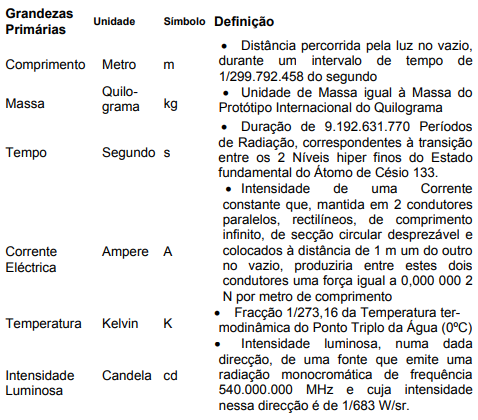 Grandezas Primárias Unidade Símbolo Definição
Comprimento Metro m
• Distância percorrida pela luz no vazio,
durante um intervalo de tempo de
1/299.792.458 do segundo
Massa Quilo-
grama kg
• Unidade de Massa igual à Massa do
Protótipo Internacional do Quilograma
Tempo Segundo s
• Duração de 9.192.631.770 Períodos
de Radiação, correspondentes à transição
entre os 2 Níveis hiper finos do Estado
fundamental do Átomo de Césio 133.
Corrente
Eléctrica Ampere A
• Intensidade de uma Corrente
constante que, mantida em 2 condutores
paralelos, rectilíneos, de comprimento
infinito, de secção circular desprezável e
colocados à distância de 1 m um do outro
no vazio, produziria entre estes dois
condutores uma força igual a 0,000 000 2
N por metro de comprimento
Temperatura Kelvin K
• Fracção 1/273,16 da Temperatura ter-
modinâmica do Ponto Triplo da Água (0ºC)
Intensidade
Luminosa Candela cd
• Intensidade luminosa, numa dada
direcção, de uma fonte que emite uma
radiação monocromática de frequência
540.000.000 MHz e cuja intensidade
nessa direcção é de 1/683 W/sr.